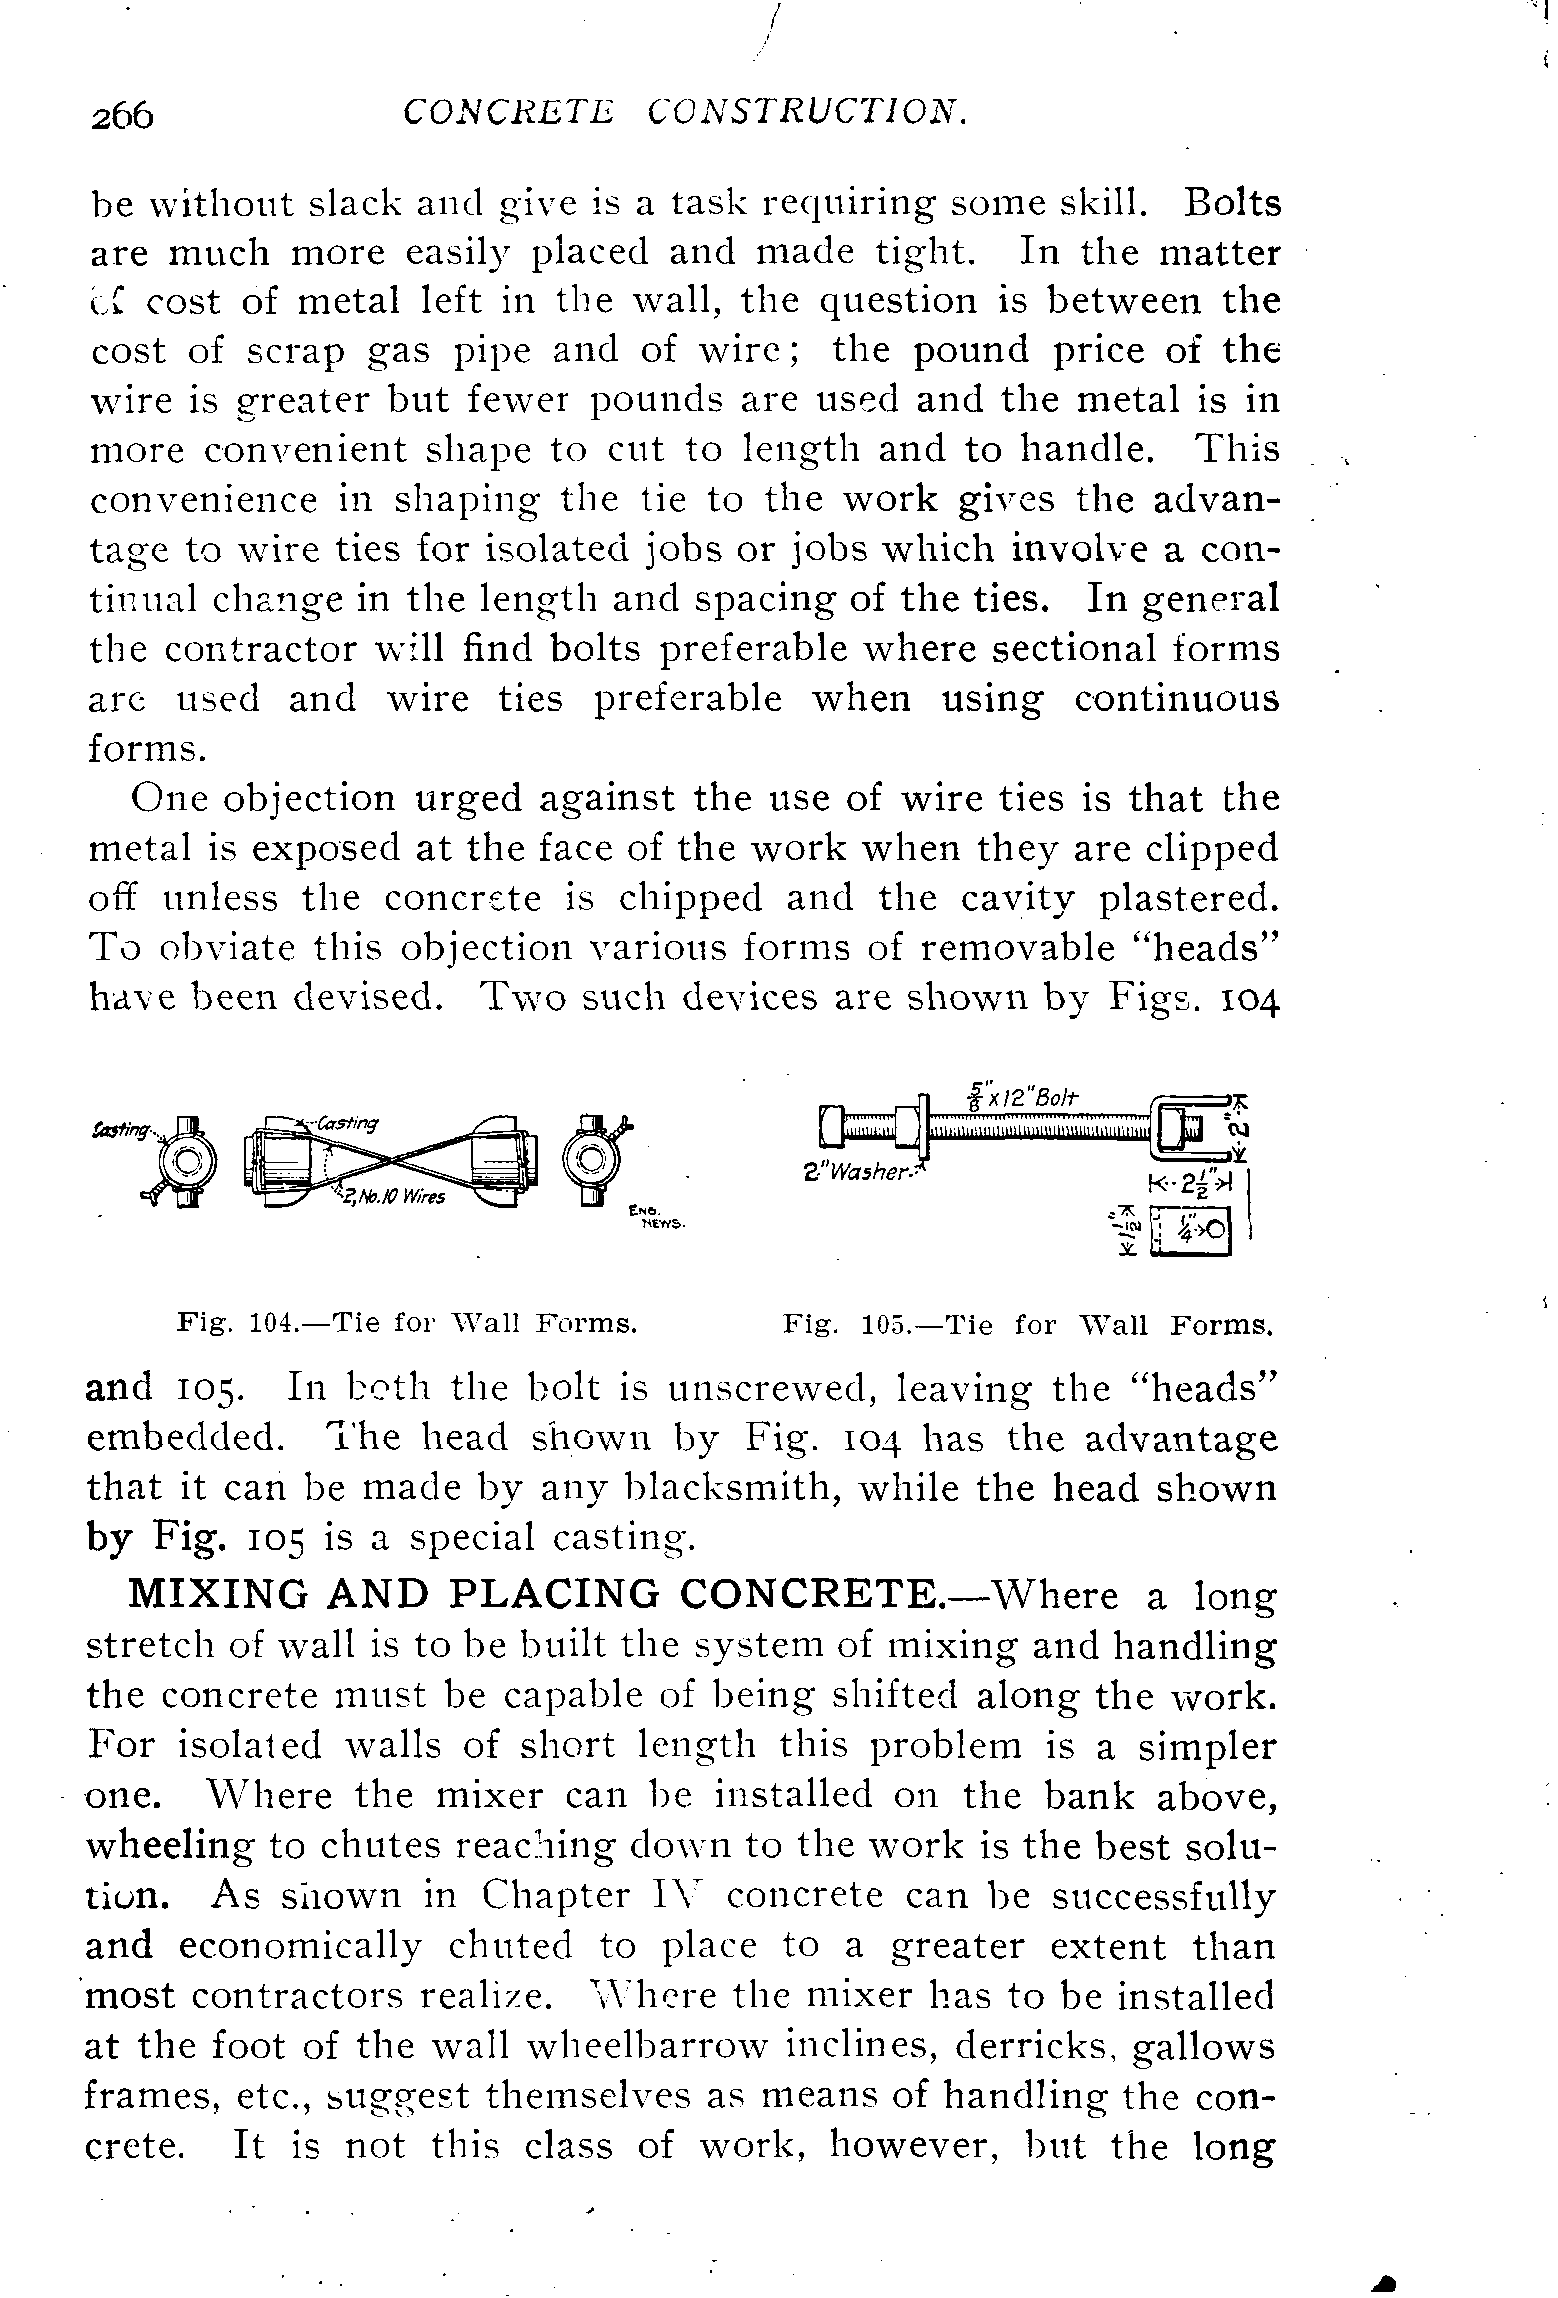 266 CONCRETE CONSTRUCTION.
be without slack and give is a task requiring some skill. Bolts
are much more easily placed and made tight. In the matter
of cost of metal left in the wall, the question is between the
cost of scrap gas pipe and of wire; the pound price of the
wire is greater but fewer pounds are used and the metal is in
more convenient shape to cut to length and to handle. This
convenience in shaping the tie to the work gives the advan-
tage to wire ties for isolated jobs or jobs which involve a con-
tinual change in the length and spacing of the ties. In general
the contractor will find bolts preferable where sectional forms
are used and wire ties preferable when using continuous
forms.
One objection urged against the use of wire ties is that the
metal is exposed at the face of the work when they are clipped
off unless the concrete is chipped and the cavity plastered.
To obviate this objection various forms of removable “heads”
have been devised. Two such devices are shown by Figs. 104
Casting
Casting
2, No. 10 Wires
ENG.
NEWS.
5/8" x 12" Bolt
2" Washer
2"
2 1/2"
1 1/2"
1/4"
Fig. 104.—Tie for Wall Forms.
Fig. 105.—Tie for Wall Forms.
and 105. In both the bolt is unscrewed, leaving the “heads”
embedded. The head shown by Fig. 104 has the advantage
that it can be made by any blacksmith, while the head shown
by Fig. 105 is a special casting.
MIXING AND PLACING CONCRETE.—Where a long
stretch of wall is to be built the system of mixing and handling
the concrete must be capable of being shifted along the work.
For isolated walls of short length this problem is a simpler
one. Where the mixer can be installed on the bank above,
wheeling to chutes reaching down to the work is the best solu-
tion. As shown in Chapter IV concrete can be successfully
and economically chuted to place to a greater extent than
most contractors realize. Where the mixer has to be installed
at the foot of the wall wheelbarrow inclines, derricks, gallows
frames, etc., suggest themselves as means of handling the con-
crete. It is not this class of work, however, but the long